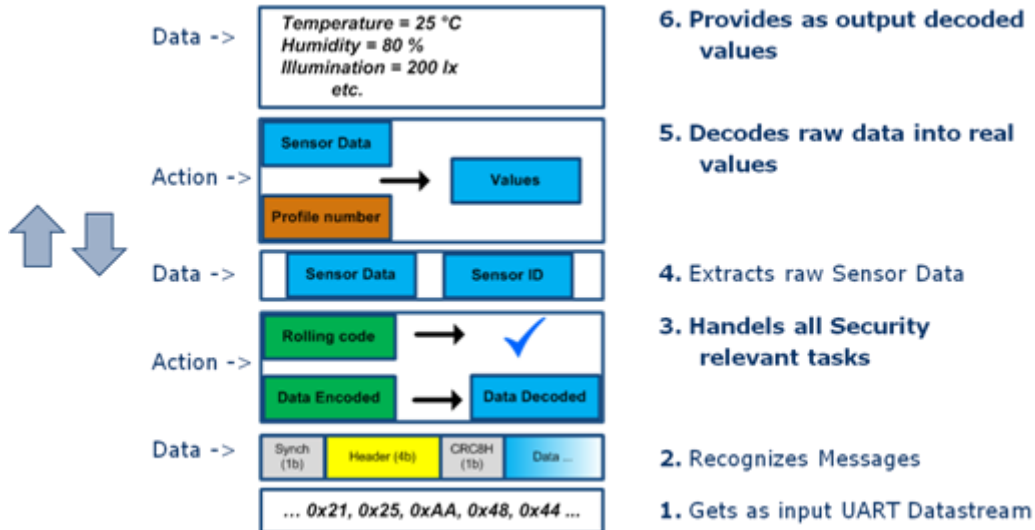 Data ->
Temperature = 25 °C
Humidity = 80 %
Illumination = 200 lx
etc.
6. Provides as output decoded
values
Action ->
Sensor Data
Profile number
Values
5. Decodes raw data into real
values
Data ->
Sensor Data
Sensor ID
4. Extracts raw Sensor Data
Action ->
Rolling code
Data Encoded
Data Decoded
3. Handels all Security
relevant tasks
Data ->
Synch
(1b)
Header (4b)
CRC8H
(1b)
Data ...
2. Recognizes Messages
... 0x21, 0x25, 0xAA, 0x48, 0x44 ...
1. Gets as input UART Datastream